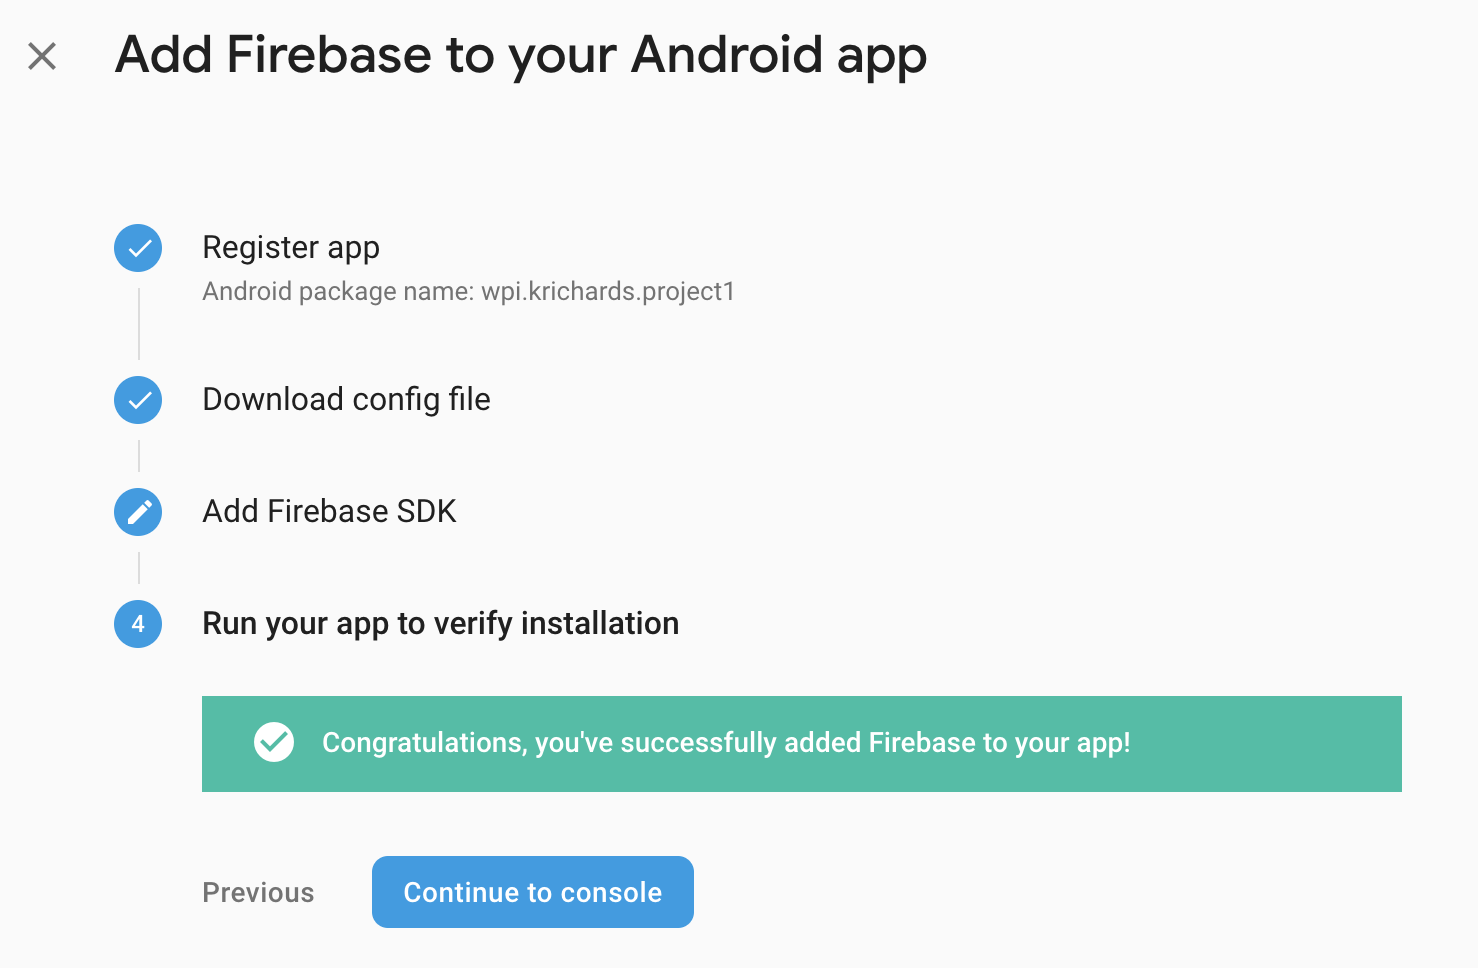 Add Firebase to your Android app
Register app
Android package name: wpi.krichards.project1
Download config file
Add Firebase SDK
4
Run your app to verify installation
Congratulations, you've successfully added Firebase to your app!
Previous
Continue to console